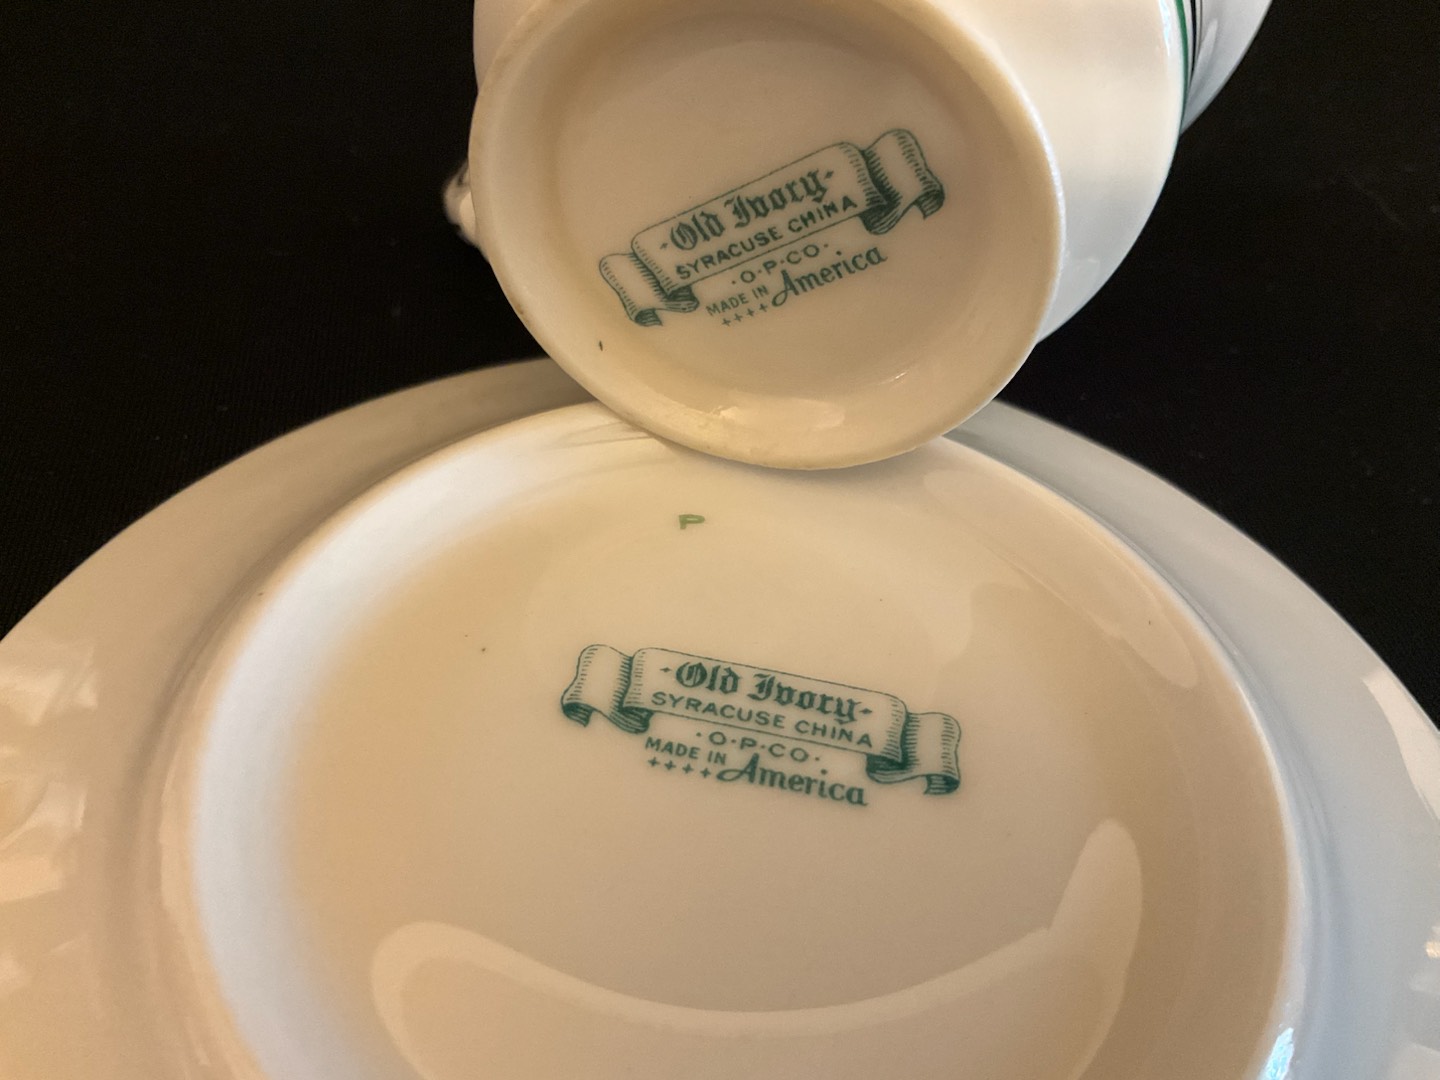 ·Old Ivory·
SYRACUSE CHINA
·O·P·CO·
MADE IN America
++++
P
·Old Ivory·
SYRACUSE CHINA
·O·P·CO·
MADE IN America
++++